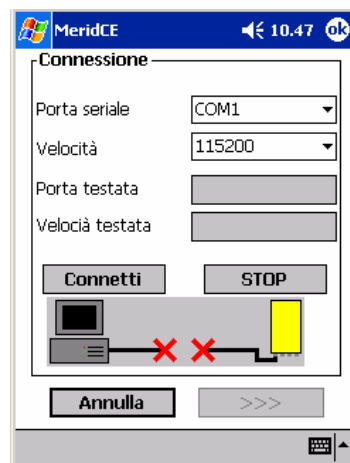 MeridCE 10.47 ok
Connessione
Porta seriale COM1
Velocità 115200
Porta testata
Velocià testata
Connetti STOP
Annulla >>>